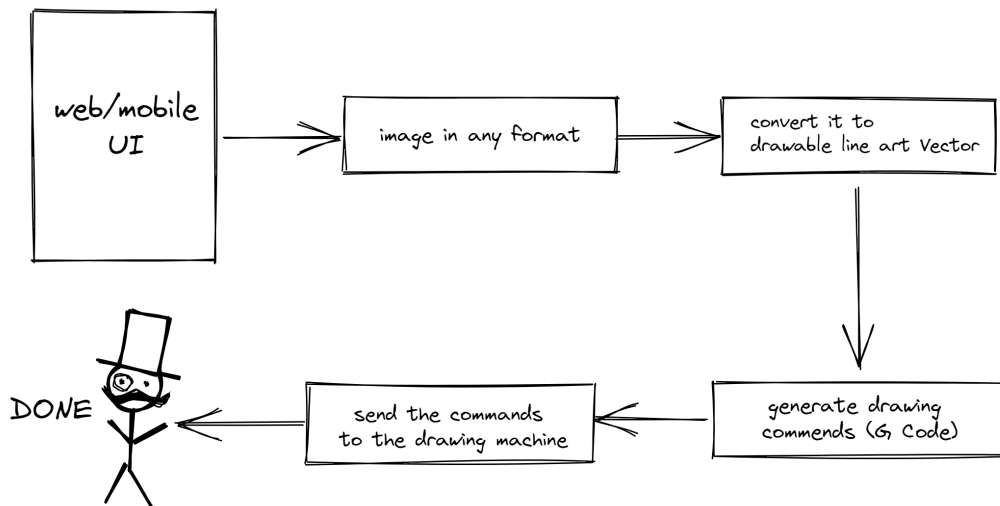 web/mobile
UI
image in any format
convert it to
drawable line art Vector
generate drawing
commends (G Code)
send the commands
to the drawing machine
DONE